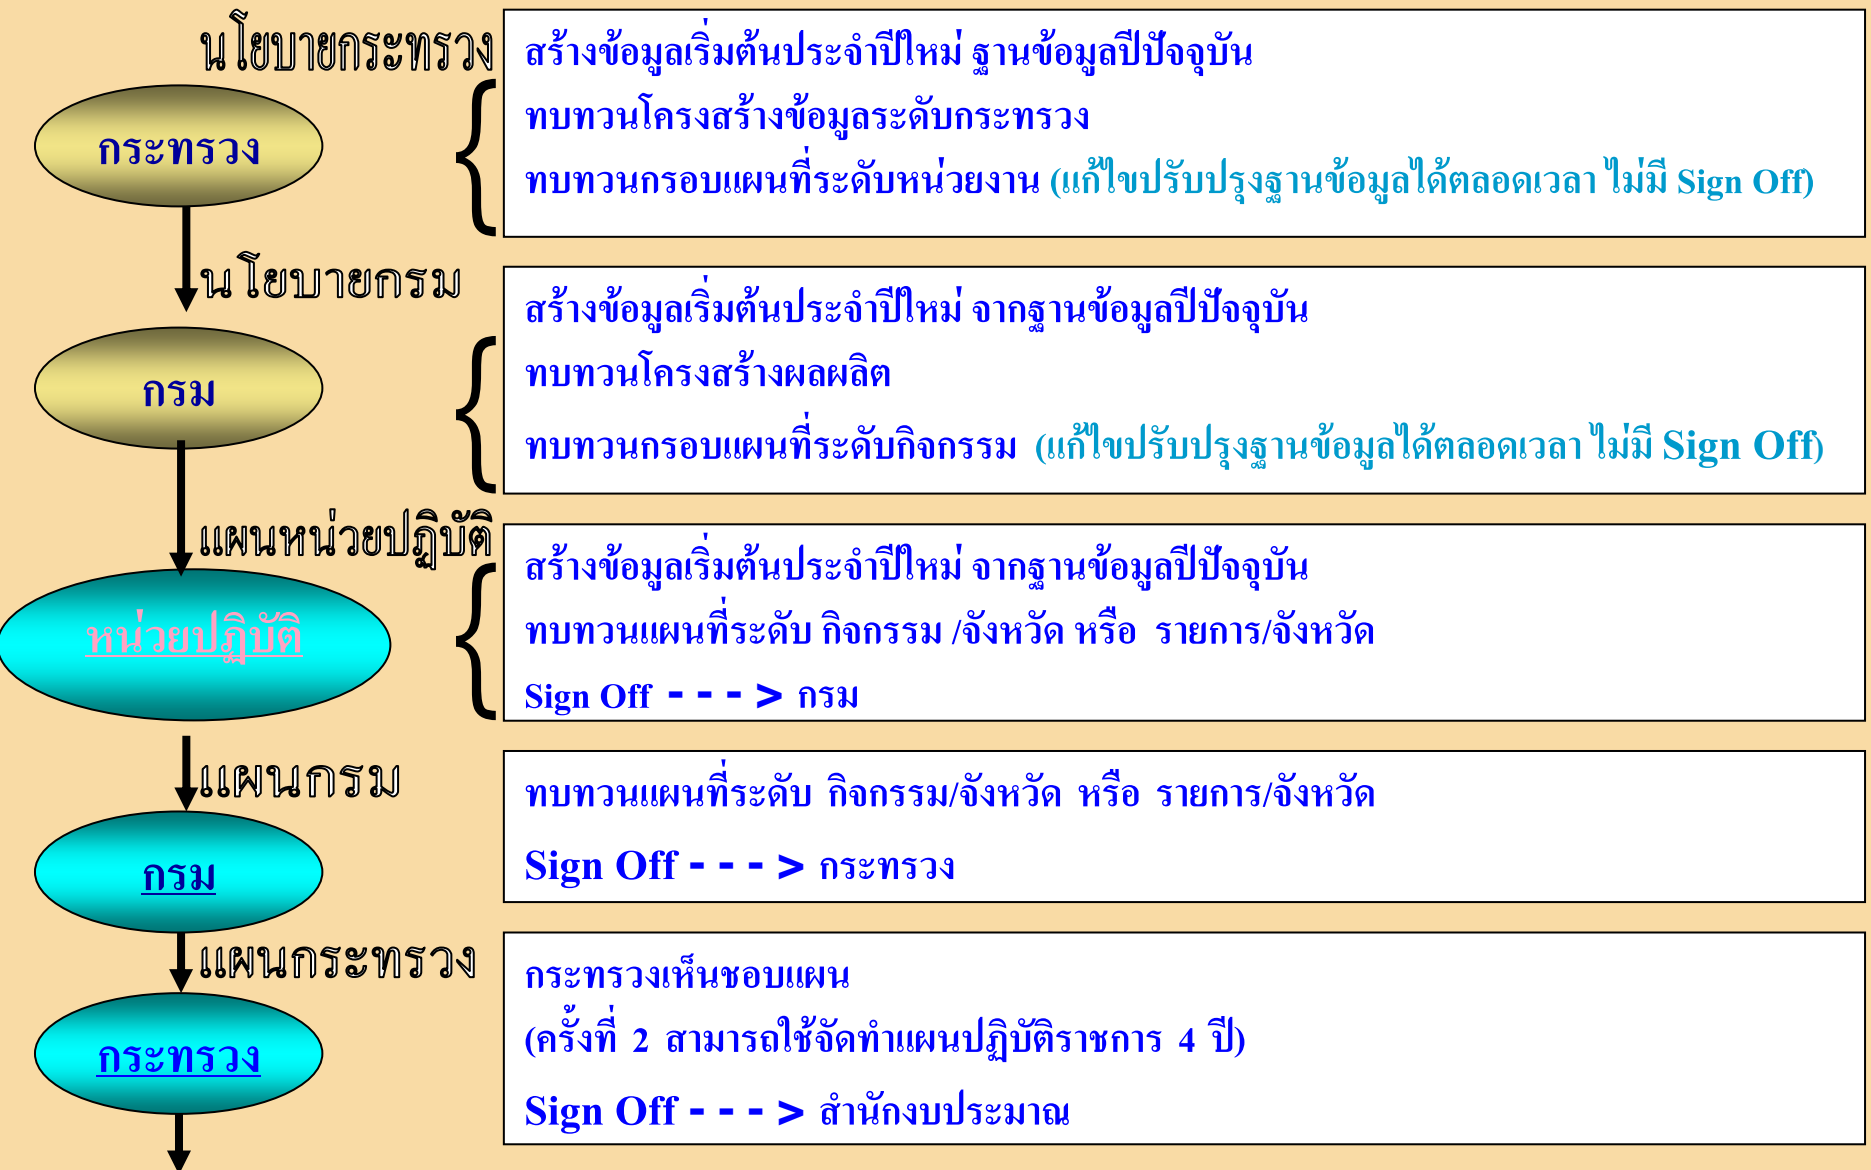 นโยบายกระทรวง
กระทรวง
สร้างข้อมูลเริ่มต้นประจำปีใหม่ ฐานข้อมูลปีปัจจุบัน
ทบทวนโครงสร้างข้อมูลระดับกระทรวง
ทบทวนกรอบแผนที่ระดับหน่วยงาน (แก้ไขปรับปรุงฐานข้อมูลได้ตลอดเวลา ไม่มี Sign Off)
นโยบายกรม
กรม
สร้างข้อมูลเริ่มต้นประจำปีใหม่ จากฐานข้อมูลปีปัจจุบัน
ทบทวนโครงสร้างผลผลิต
ทบทวนกรอบแผนที่ระดับกิจกรรม (แก้ไขปรับปรุงฐานข้อมูลได้ตลอดเวลา ไม่มี Sign Off)
แผนหน่วยปฏิบัติ
หน่วยปฏิบัติ
สร้างข้อมูลเริ่มต้นประจำปีใหม่ จากฐานข้อมูลปีปัจจุบัน
ทบทวนแผนที่ระดับ กิจกรรม /จังหวัด หรือ รายการ/จังหวัด
Sign Off - - - > กรม
แผนกรม
กรม
ทบทวนแผนที่ระดับ กิจกรรม/จังหวัด หรือ รายการ/จังหวัด
Sign Off - - - > กระทรวง
แผนกระทรวง
กระทรวง
กระทรวงเห็นชอบแผน
(ครั้งที่ 2 สามารถใช้จัดทำแผนปฏิบัติราชการ 4 ปี)
Sign Off - - - > สำนักงบประมาณ